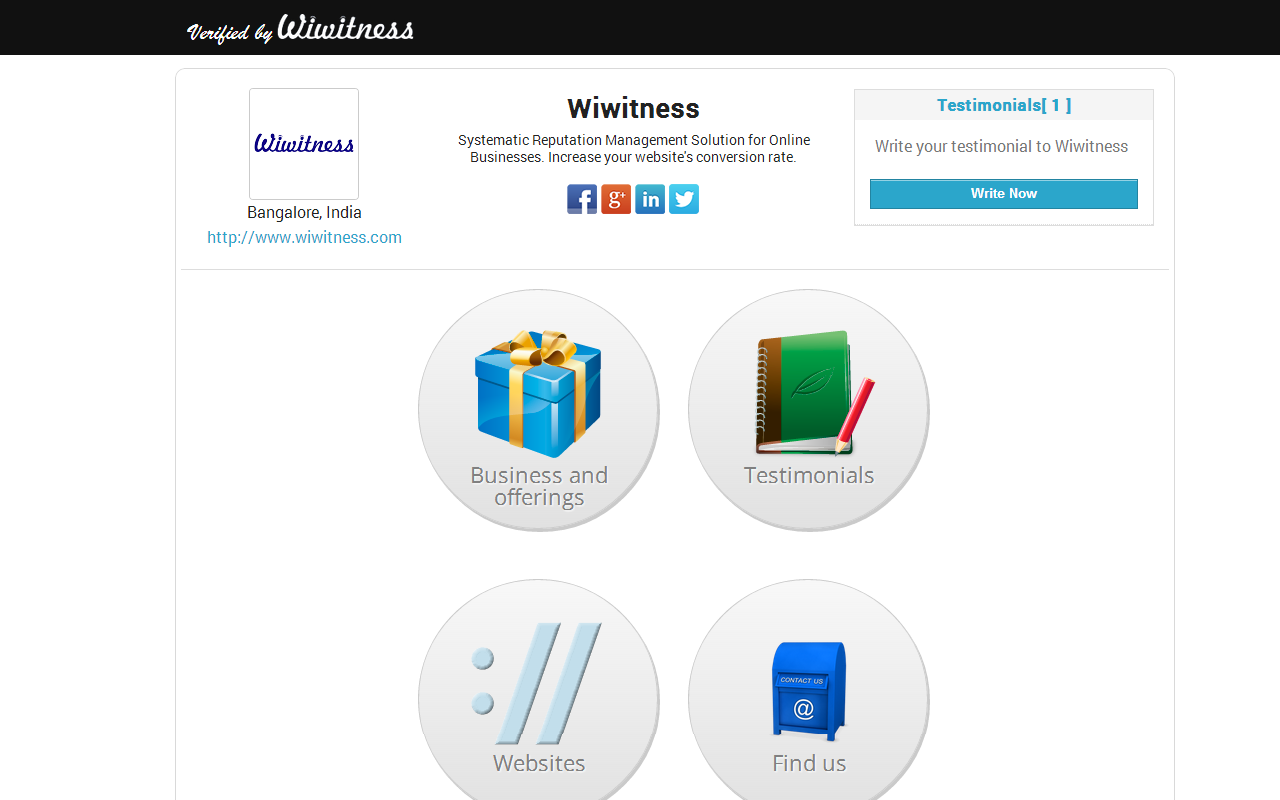 Verified by Wiwitness
Wiwitness
Bangalore, India
http://www.wiwitness.com
Wiwitness
Systematic Reputation Management Solution for Online
Businesses. Increase your website's conversion rate.
f g+ in
Testimonials[ 1 ]
Write your testimonial to Wiwitness
Write Now
Business and
offerings
Testimonials
://
Websites
CONTACT US
@
Find us